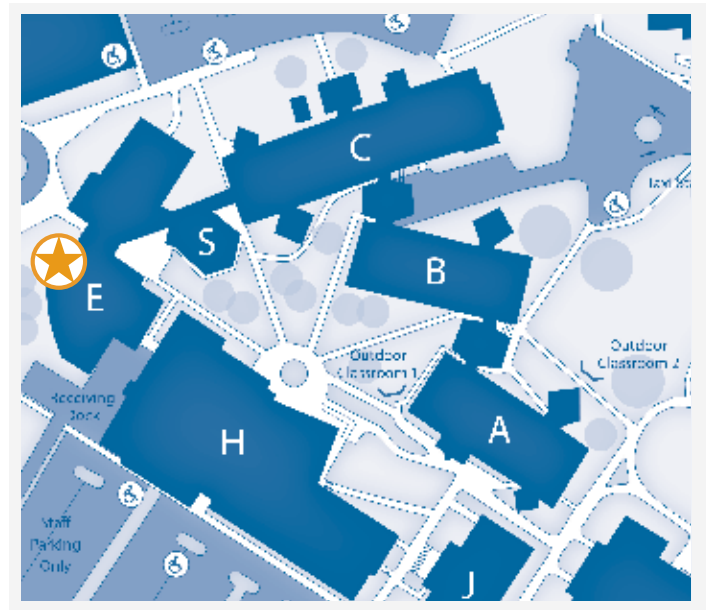 C
S
B
E
Outdoor
Classroom 1
Outdoor
Classroom 2
Receiving
Dock
H
A
Staff
Parking
Only
J